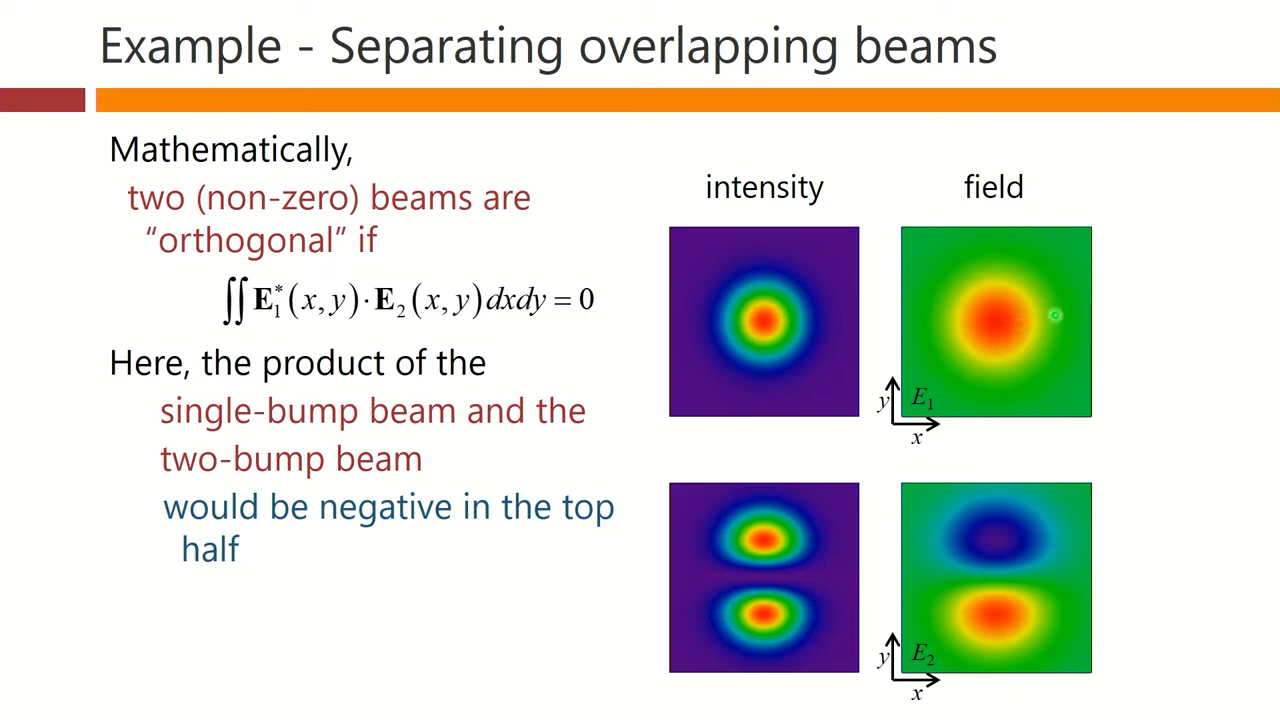 Example - Separating overlapping beams
Mathematically,
two (non-zero) beams are
“orthogonal” if
∬ E₁*(x, y) · E₂(x, y) dxdy = 0
Here, the product of the
single-bump beam and the
two-bump beam
would be negative in the top
half
intensity
field
y
E₁
x
y
E₂
x